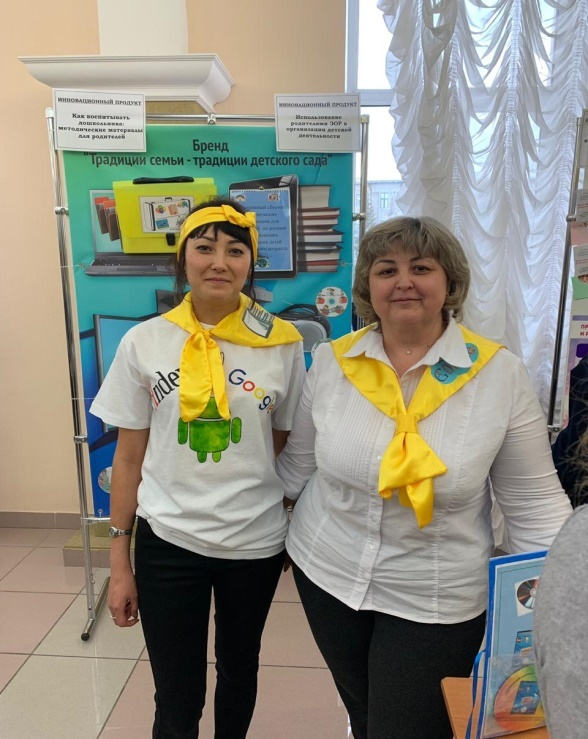 ИННОВАЦИОННЫЙ ПРОДУКТ
Как воспитывать
дошкольника:
методические материалы
для родителей
ИННОВАЦИОННЫЙ ПРОДУКТ
Использование
родителями ЭОР в
организации детской
деятельности
Бренд
"Традиции семьи - традиции детского сада"
Google